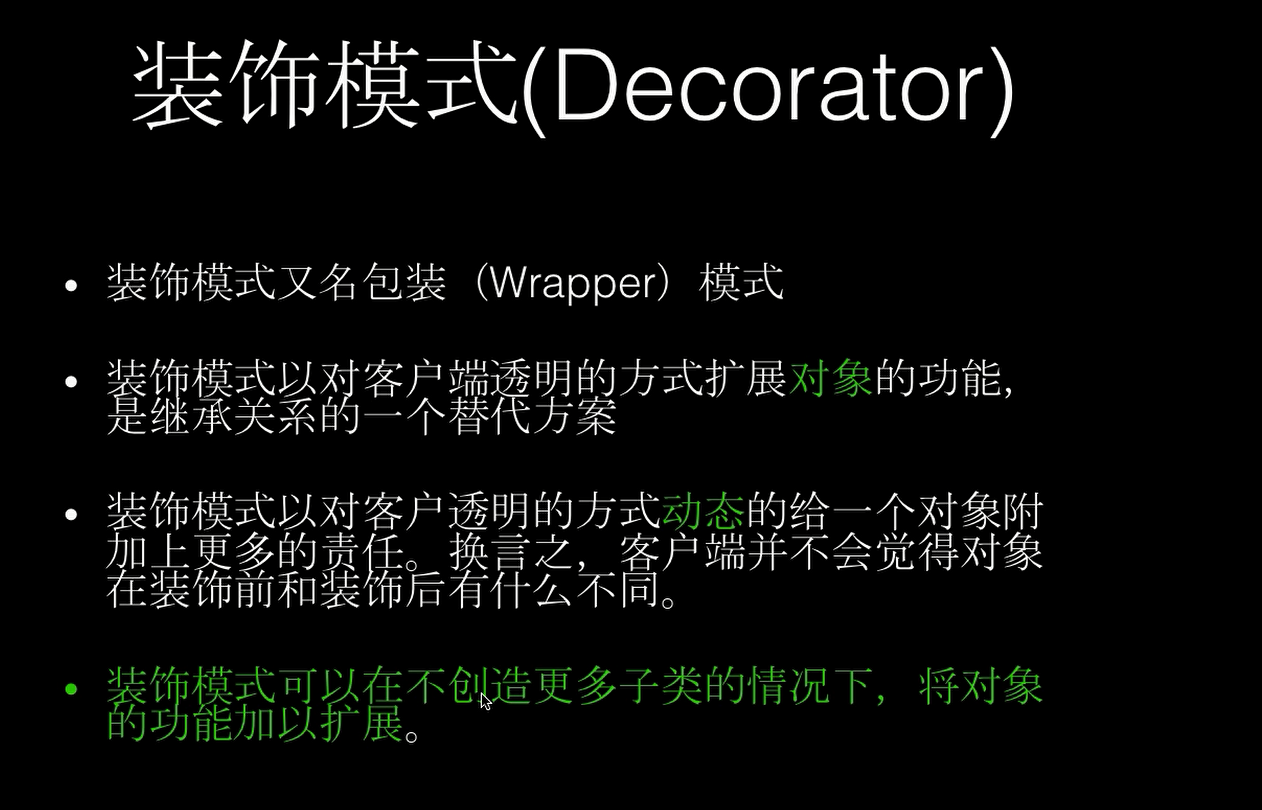 装饰模式(Decorator)
• 装饰模式又名包装（Wrapper）模式
• 装饰模式以对客户端透明的方式扩展对象的功能，
是继承关系的一个替代方案
• 装饰模式以对客户透明的方式动态的给一个对象附
加上更多的责任。换言之，客户端并不会觉得对象
在装饰前和装饰后有什么不同。
• 装饰模式可以在不创造更多子类的情况下，将对象
的功能加以扩展。